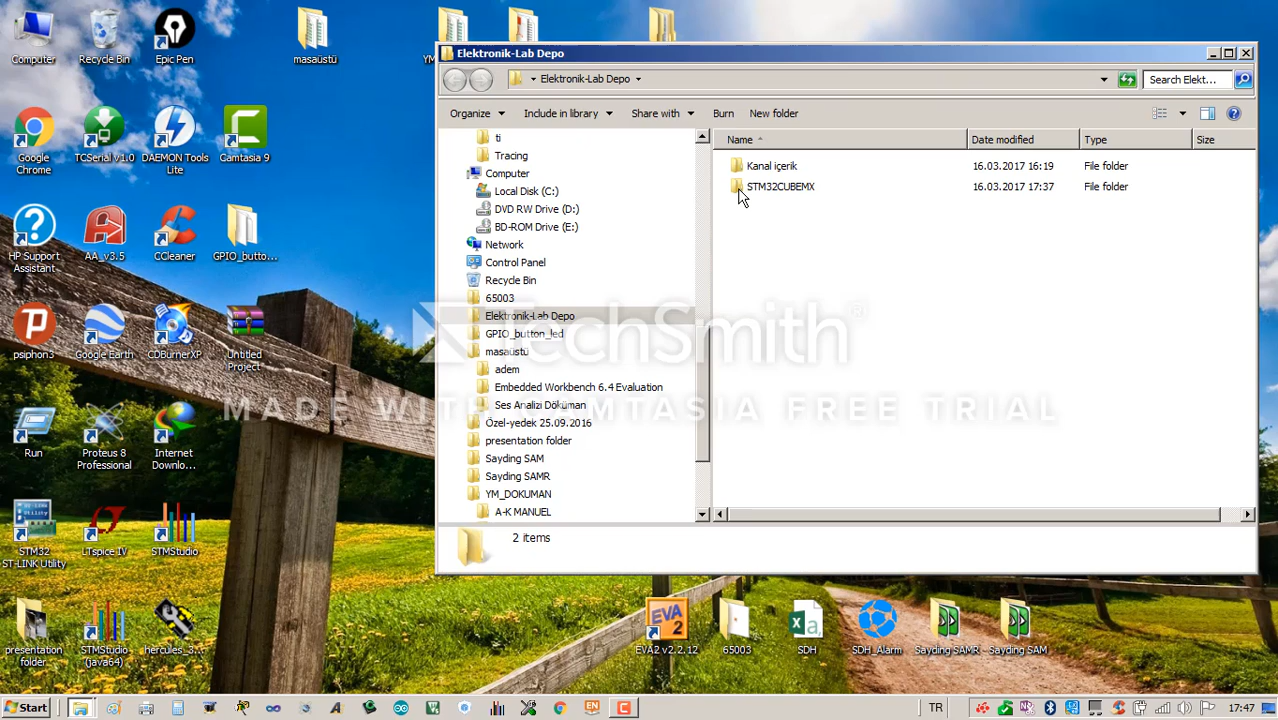 Computer
Recycle Bin
Epic Pen
masaüstü
YM
Google
Chrome
TCSerial v1.0
DAEMON Tools
Lite
Camtasia 9
HP Support
Assistant
AA_v3.5
CCleaner
GPIO_butto...
psiphon3
Google Earth
CDBurnerXP
Untitled
Project
Run
Proteus 8
Professional
Internet
Downlo...
STM32
ST-LINK Utility
LTspice IV
STMStudio
presentation
folder
STMStudio
(java64)
hercules_3...
Elektronik-Lab Depo
Elektronik-Lab Depo
Search Elekt...
Organize
Include in library
Share with
Burn
New folder
ti
Tracing
Computer
Local Disk (C:)
DVD RW Drive (D:)
BD-ROM Drive (E:)
Network
Control Panel
Recycle Bin
65003
Elektronik-Lab Depo
GPIO_button_led
masaüstü
adem
Embedded Workbench 6.4 Evaluation
Ses Analizi Döküman
Özel-yedek 25.09.2016
presentation folder
Sayding SAM
Sayding SAMR
YM_DOKUMAN
A-K MANUEL
Name Date modified Type Size
Kanal içerik 16.03.2017 16:19 File folder
STM32CUBEMX 16.03.2017 17:37 File folder
2 items
TechSmith
MADE WITH CAMTASIA FREE TRIAL
EVA
2
EVA2 v2.2.12
65003
SDH
SDH_Alarm
Sayding SAMR
Sayding SAM
Start
EN
TR
17:47